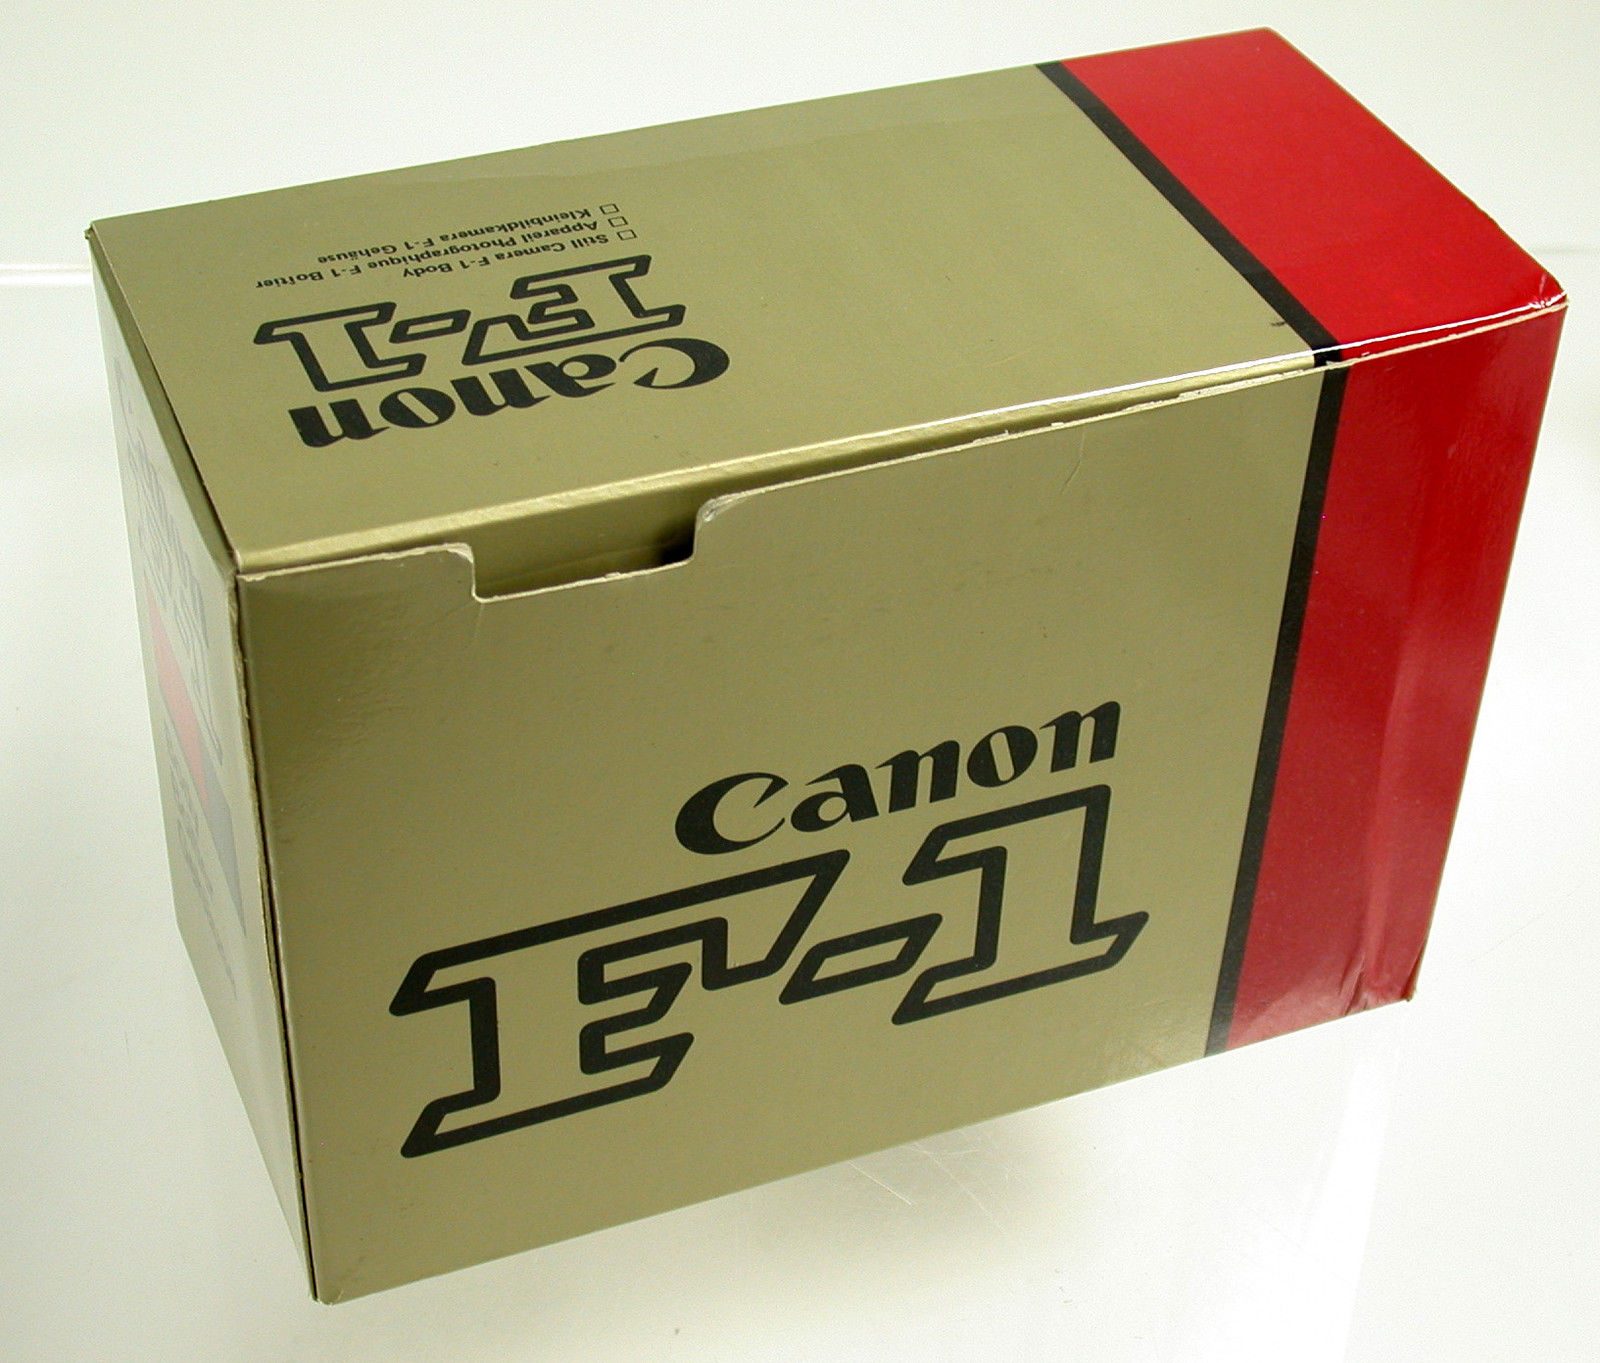 Canon
F-1
Still Camera F-1 Body
Appareil Photographique F-1 Boîtier
Kleinbildkamera F-1 Gehäuse
Canon
F-1